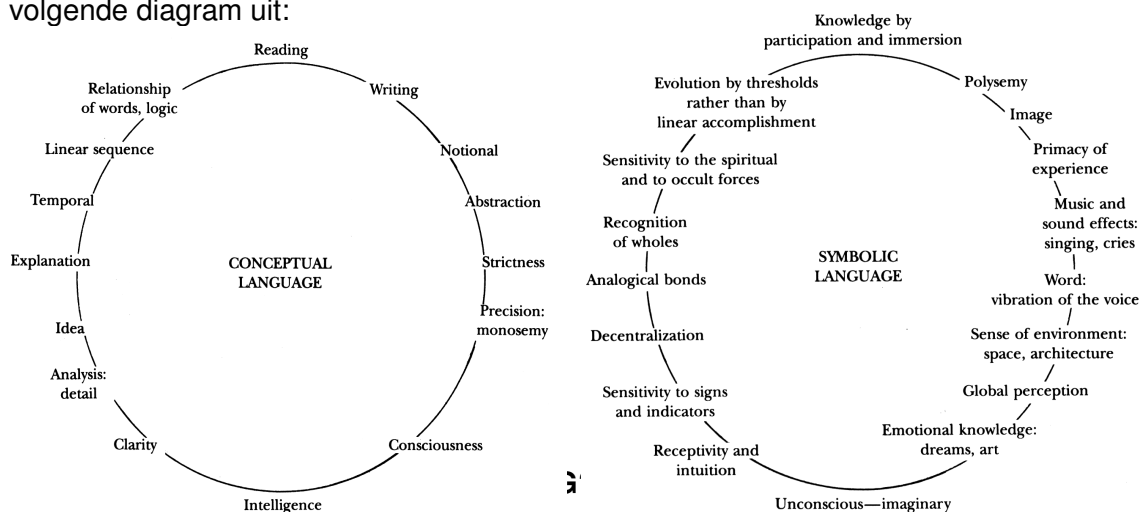 volgende diagram uit:
Reading
Writing
Notional
Abstraction
Strictness
Precision:
monosemy
Consciousness
Intelligence
Clarity
Analysis:
detail
Idea
Explanation
Temporal
Linear sequence
Relationship
of words, logic
CONCEPTUAL
LANGUAGE
Knowledge by
participation and immersion
Polysemy
Image
Primacy of
experience
Music and
sound effects:
singing, cries
Word:
vibration of the voice
Sense of environment:
space, architecture
Global perception
Emotional knowledge:
dreams, art
Unconscious—imaginary
Receptivity and
intuition
Sensitivity to signs
and indicators
Decentralization
Analogical bonds
Recognition
of wholes
Sensitivity to the spiritual
and to occult forces
Evolution by thresholds
rather than by
linear accomplishment
SYMBOLIC
LANGUAGE